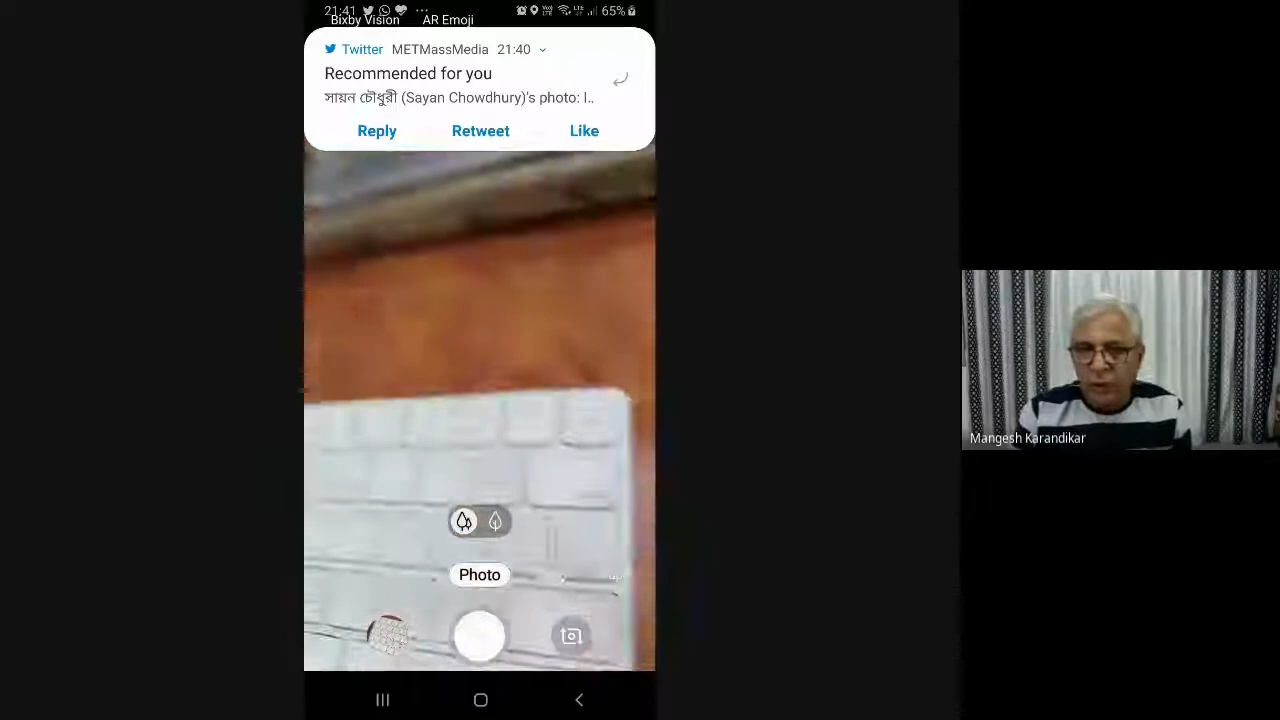 21:41 ... 65%
Bixby Vision AR Emoji
Twitter METMassMedia 21:40
Recommended for you
সায়ন চৌধুরী (Sayan Chowdhury)'s photo: I..
Reply Retweet Like
Photo
Mangesh Karandikar